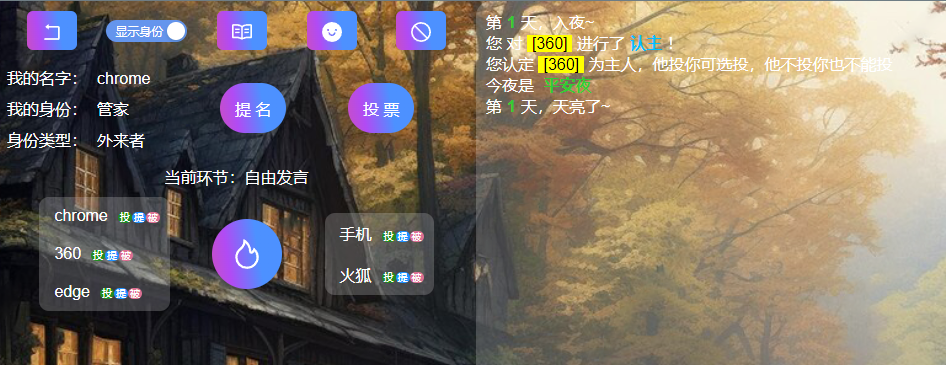 显示身份
我的名字： chrome
我的身份： 管家
身份类型： 外来者
提 名
投 票
当前环节：自由发言
chrome 投 提 被
360 投 提 被
edge 投 提 被
手机 投 提 被
火狐 投 提 被
第 1 天，入夜~
您 对 [360] 进行了 认主 !
您认定 [360] 为主人，他投你可选投，他不投你也不能投
今夜是 平安夜
第 1 天，天亮了~